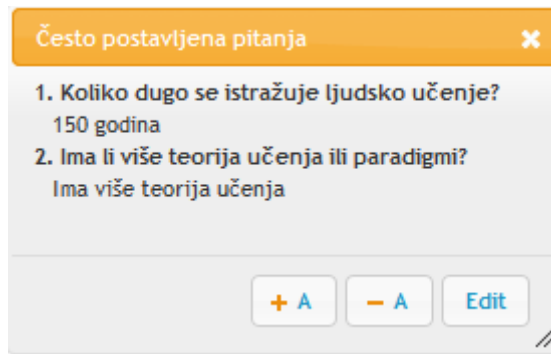 Često postavljena pitanja
1. Koliko dugo se istražuje ljudsko učenje?
150 godina
2. Ima li više teorija učenja ili paradigmi?
Ima više teorija učenja
+ A − A Edit